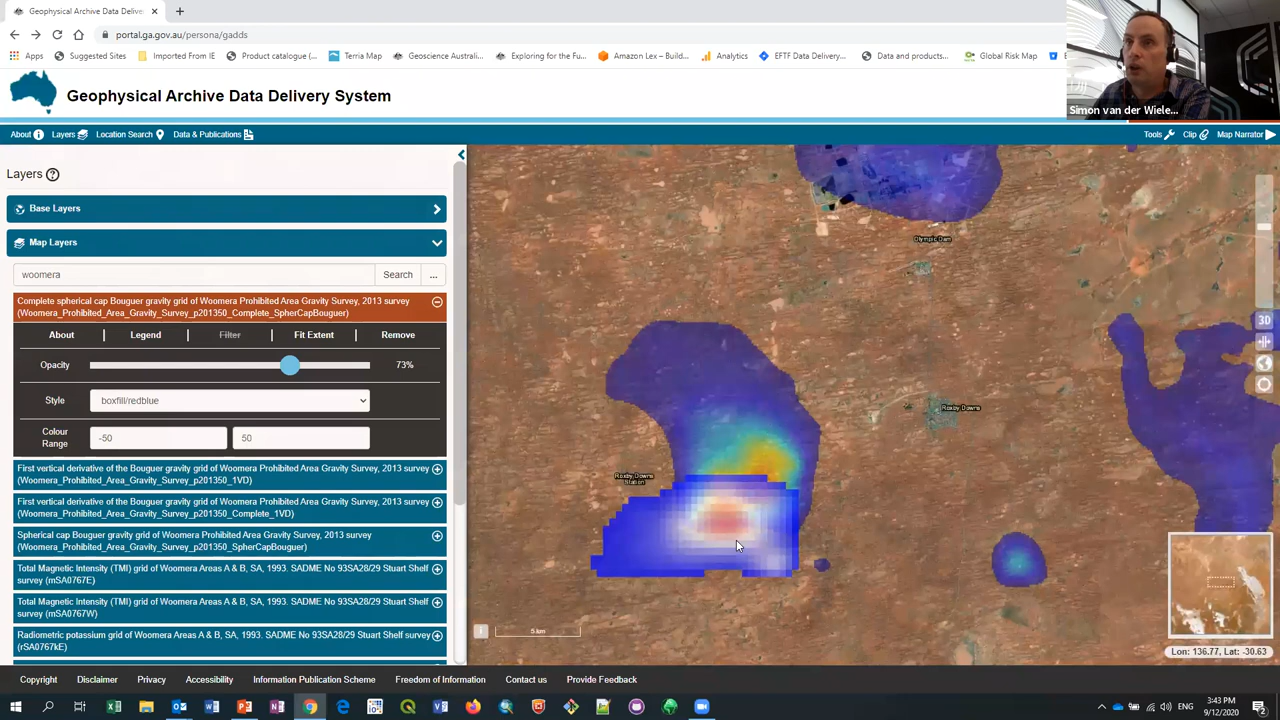 Geophysical Archive Data Delive
portal.ga.gov.au/persona/gadds
Apps
Suggested Sites
Imported From IE
Product catalogue (...
TerriaMap
Geoscience Australi...
Exploring for the Fu...
Amazon Lex – Build...
Analytics
EFTF Data Delivery...
Data and products...
Global Risk Map
Simon van der Wiele...
Geophysical Archive Data Delivery System
About
Layers
Location Search
Data & Publications
Tools
Clip
Map Narrator
Layers
Base Layers
Map Layers
woomera
Search
...
Complete spherical cap Bouguer gravity grid of Woomera Prohibited Area Gravity Survey, 2013 survey
(Woomera_Prohibited_Area_Gravity_Survey_p201350_Complete_SpherCapBouguer)
About
Legend
Filter
Fit Extent
Remove
Opacity
73%
Style
boxfill/redblue
Colour
Range
-50
50
First vertical derivative of the Bouguer gravity grid of Woomera Prohibited Area Gravity Survey, 2013 survey
(Woomera_Prohibited_Area_Gravity_Survey_p201350_1VD)
First vertical derivative of the Bouguer gravity grid of Woomera Prohibited Area Gravity Survey, 2013 survey
(Woomera_Prohibited_Area_Gravity_Survey_p201350_Complete_1VD)
Spherical cap Bouguer gravity grid of Woomera Prohibited Area Gravity Survey, 2013 survey
(Woomera_Prohibited_Area_Gravity_Survey_p201350_SpherCapBouguer)
Total Magnetic Intensity (TMI) grid of Woomera Areas A & B, SA, 1993. SADME No 93SA28/29 Stuart Shelf
survey (mSA0767E)
Total Magnetic Intensity (TMI) grid of Woomera Areas A & B, SA, 1993. SADME No 93SA28/29 Stuart Shelf
survey (mSA0767W)
Radiometric potassium grid of Woomera Areas A & B, SA, 1993. SADME No 93SA28/29 Stuart Shelf survey
(rSA0767kE)
Olympic Dam
Roxby Downs
Roxby Downs
Station
3D
5 km
Lon: 136.77, Lat: -30.63
Copyright
Disclaimer
Privacy
Accessibility
Information Publication Scheme
Freedom of Information
Contact us
Provide Feedback
3:43 PM
9/12/2020